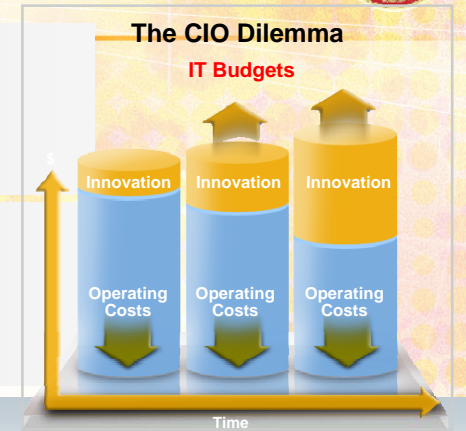 The CIO Dilemma
IT Budgets
$
Innovation
Innovation
Innovation
Operating
Costs
Operating
Costs
Operating
Costs
Time